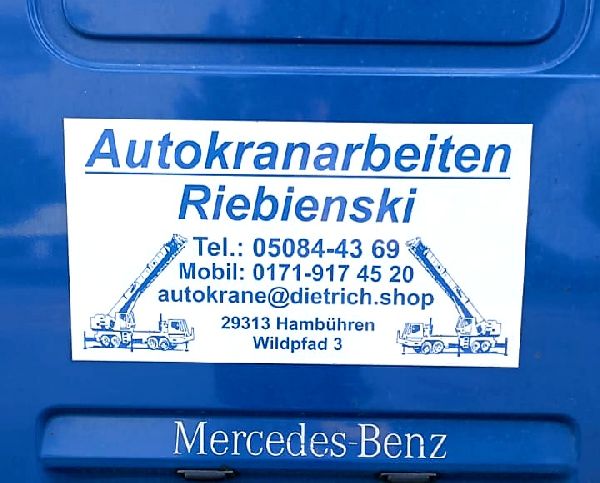 Autokranarbeiten
Riebienski
Tel.: 05084-43 69
Mobil: 0171-917 45 20
autokrane@dietrich.shop
29313 Hambühren
Wildpfad 3
Mercedes-Benz